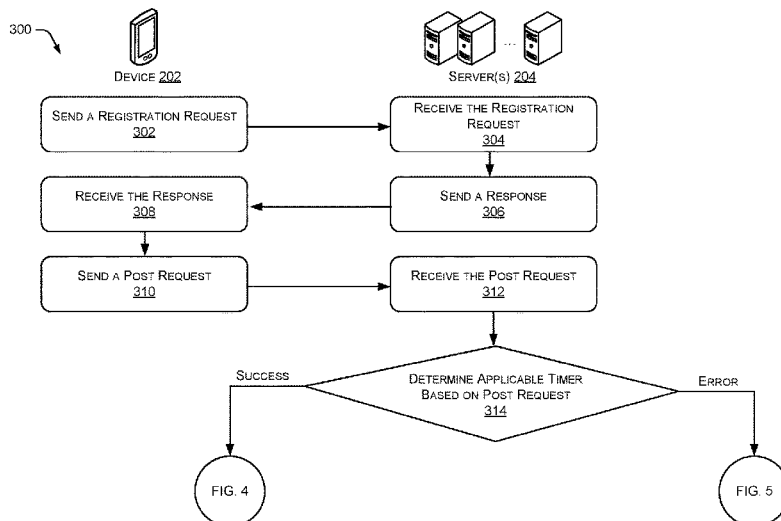 300
DEVICE 202
SERVER(S) 204
...
SEND A REGISTRATION REQUEST
302
RECEIVE THE REGISTRATION
REQUEST
304
RECEIVE THE RESPONSE
308
SEND A RESPONSE
306
SEND A POST REQUEST
310
RECEIVE THE POST REQUEST
312
SUCCESS
DETERMINE APPLICABLE TIMER
BASED ON POST REQUEST
314
ERROR
FIG. 4
FIG. 5